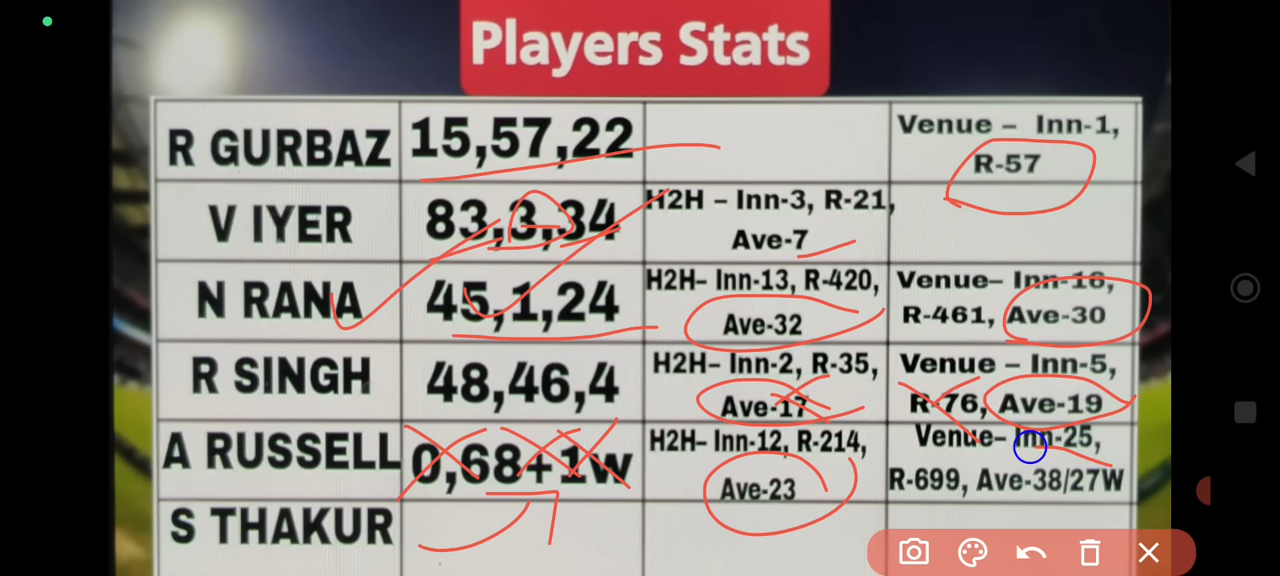 Players Stats
R GURBAZ 15,57,22 Venue – Inn-1,
R-57
V IYER 83,3,34 H2H – Inn-3, R-21,
Ave-7
N RANA 45,1,24 H2H– Inn-13, R-420, Venue– Inn-16,
Ave-32 R-461, Ave-30
R SINGH 48,46,4 H2H– Inn-2, R-35, Venue – Inn-5,
Ave-17 R-76, Ave-19
A RUSSELL 0,68+1w H2H– Inn-12, R-214, Venue– Inn-25,
Ave-23 R-699, Ave-38/27W
S THAKUR